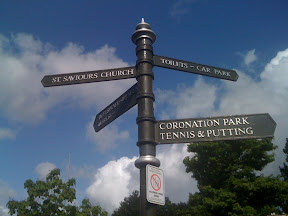 ST. SAVIOURS CHURCH
TOILETS - CAR PARK
CORONATION PARK
TENNIS & PUTTING